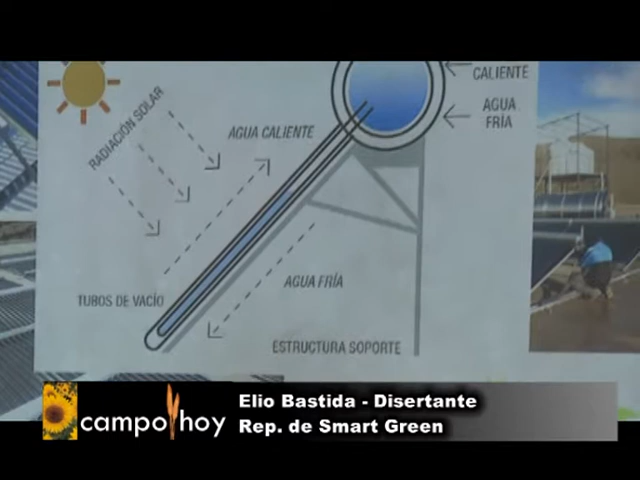 CALIENTE
AGUA
FRÍA
RADIACIÓN SOLAR
AGUA CALIENTE
TUBOS DE VACÍO
AGUA FRÍA
ESTRUCTURA SOPORTE
campo hoy
Elio Bastida - Disertante
Rep. de Smart Green